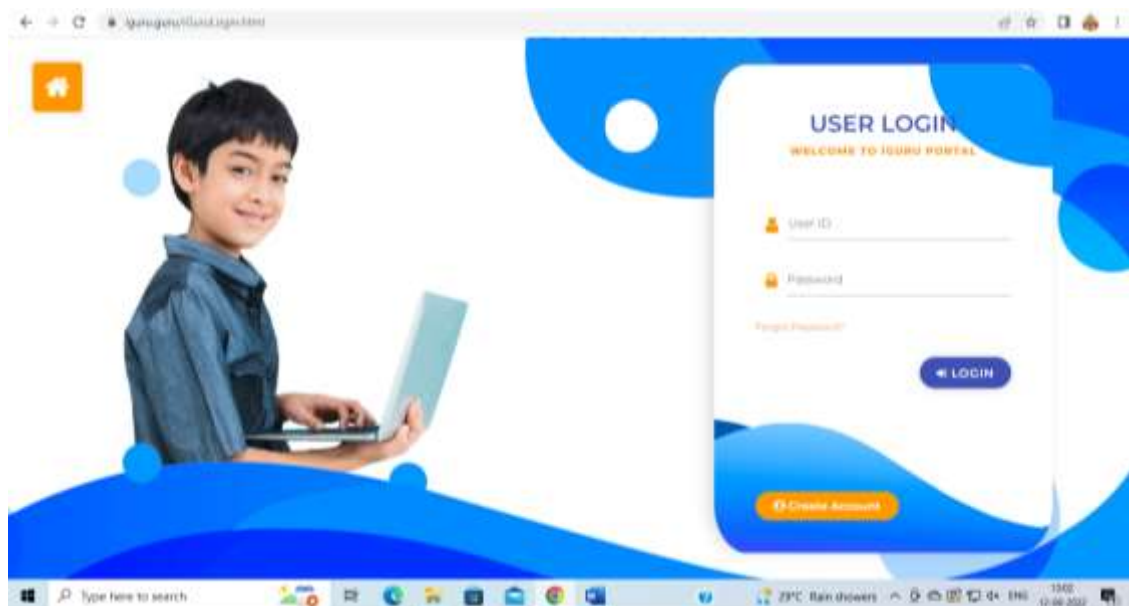 USER LOGIN
WELCOME TO IGURU PORTAL
User ID
Password
Forgot Password?
LOGIN
Create Account
Type here to search
29°C Rain showers
ENG